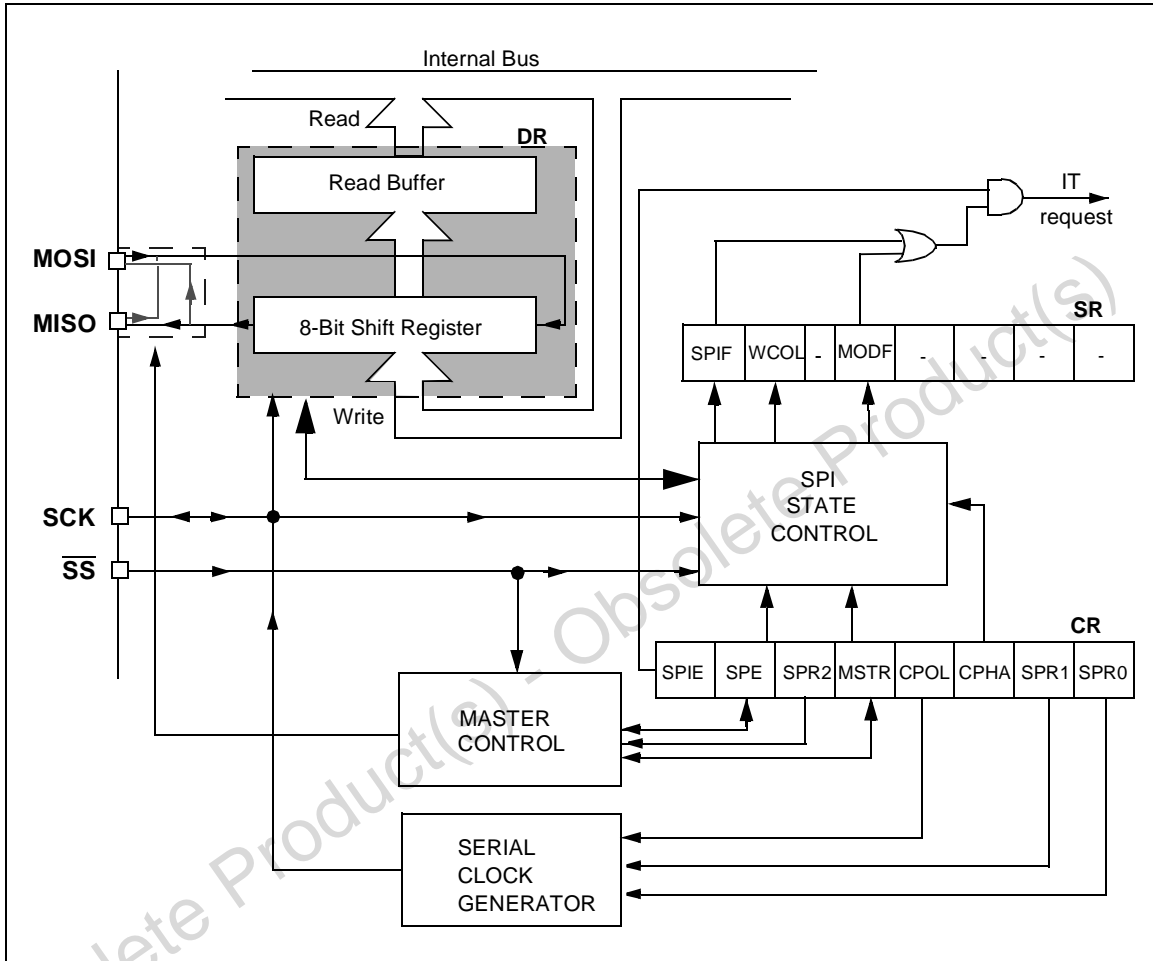 Internal Bus
Read
DR
Read Buffer
IT
request
MOSI
MISO
8-Bit Shift Register
SR
SPIF WCOL - MODF - - - -
Write
SPI
STATE
CONTROL
SCK
SS
CR
SPIE SPE SPR2 MSTR CPOL CPHA SPR1 SPR0
MASTER
CONTROL
SERIAL
CLOCK
GENERATOR
lete Product(s) - Obsolete Product(s)